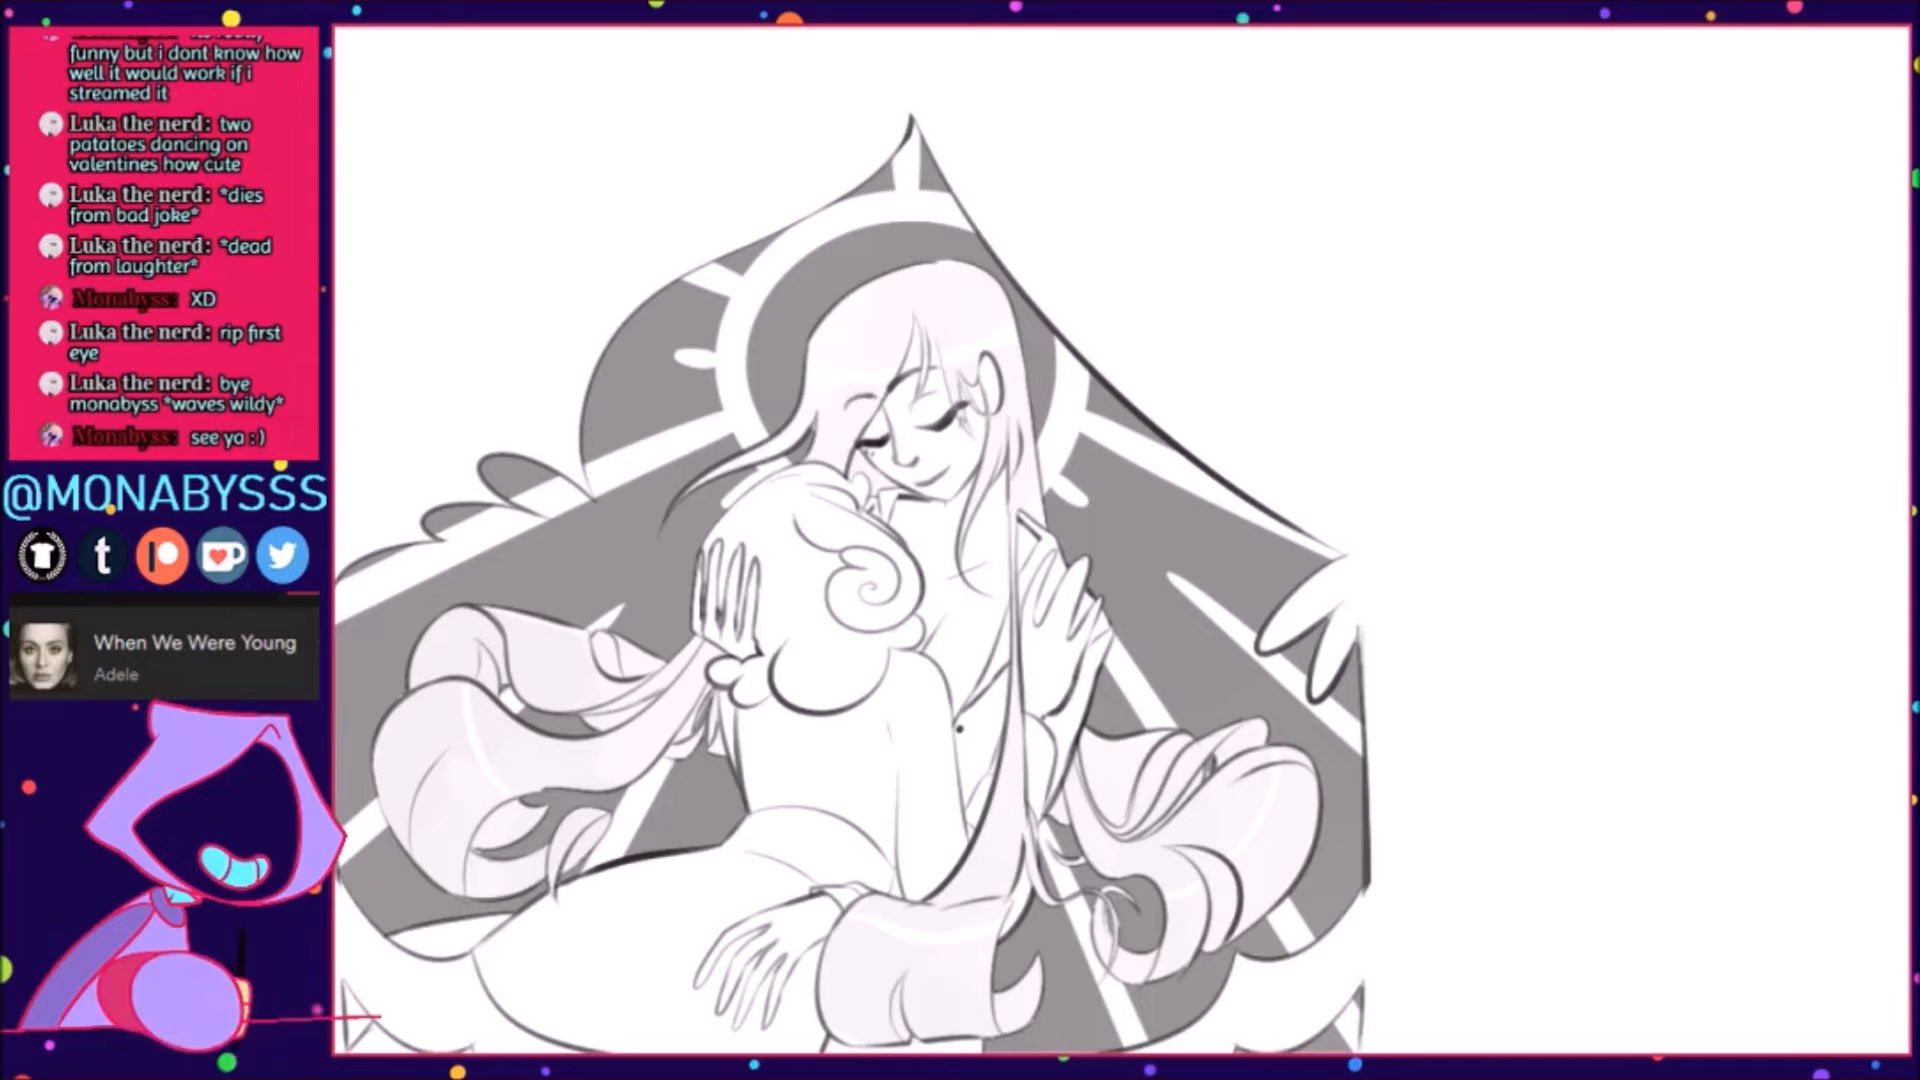 funny but i dont know how
well it would work if i
streamed it
Luka the nerd: two
patatoes dancing on
valentines how cute
Luka the nerd: *dies
from bad joke*
Luka the nerd: *dead
from laughter*
Monabyss: XD
Luka the nerd: rip first
eye
Luka the nerd: bye
monabyss *waves wildy*
Monabyss: see ya :)
@MONABYSSS
t
When We Were Young
Adele